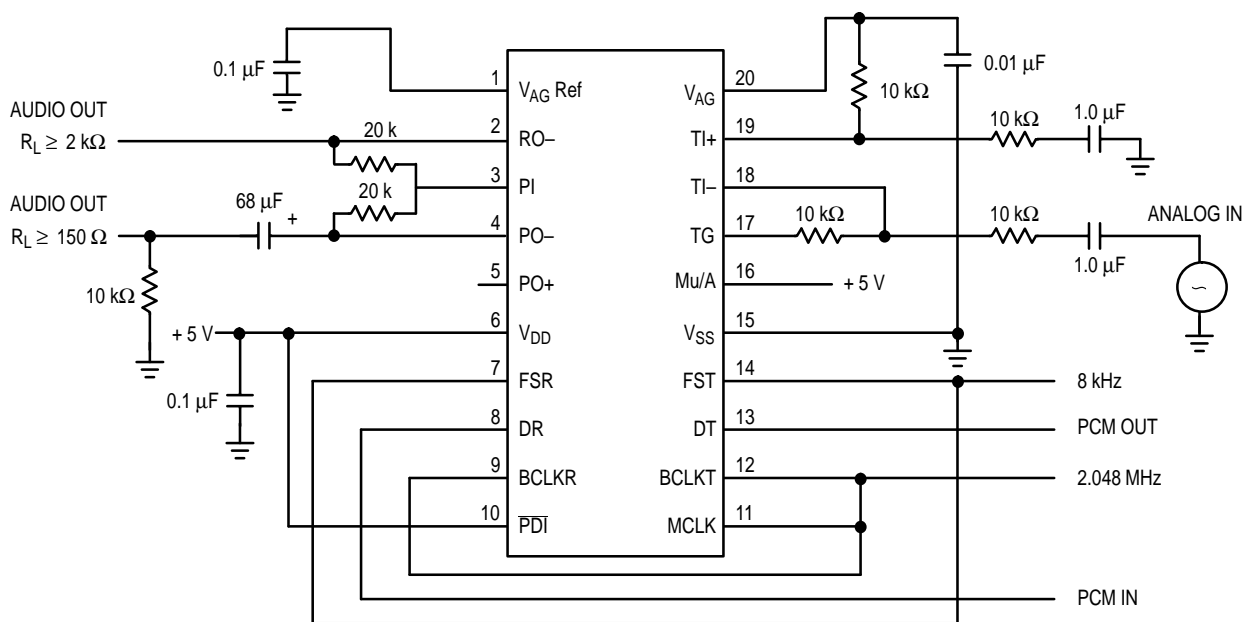 0.1 µF
AUDIO OUT
R_L ≥ 2 kΩ
20 k
20 k
AUDIO OUT
R_L ≥ 150 Ω
68 µF
+
10 kΩ
+ 5 V
0.1 µF
1 V_AG Ref
2 RO–
3 PI
4 PO–
5 PO+
6 V_DD
7 FSR
8 DR
9 BCLKR
10 PDI
V_AG 20
TI+ 19
TI– 18
TG 17
Mu/A 16
V_SS 15
FST 14
DT 13
BCLKT 12
MCLK 11
10 kΩ
0.01 µF
10 kΩ
1.0 µF
10 kΩ
10 kΩ
1.0 µF
ANALOG IN
~
+ 5 V
8 kHz
PCM OUT
2.048 MHz
PCM IN